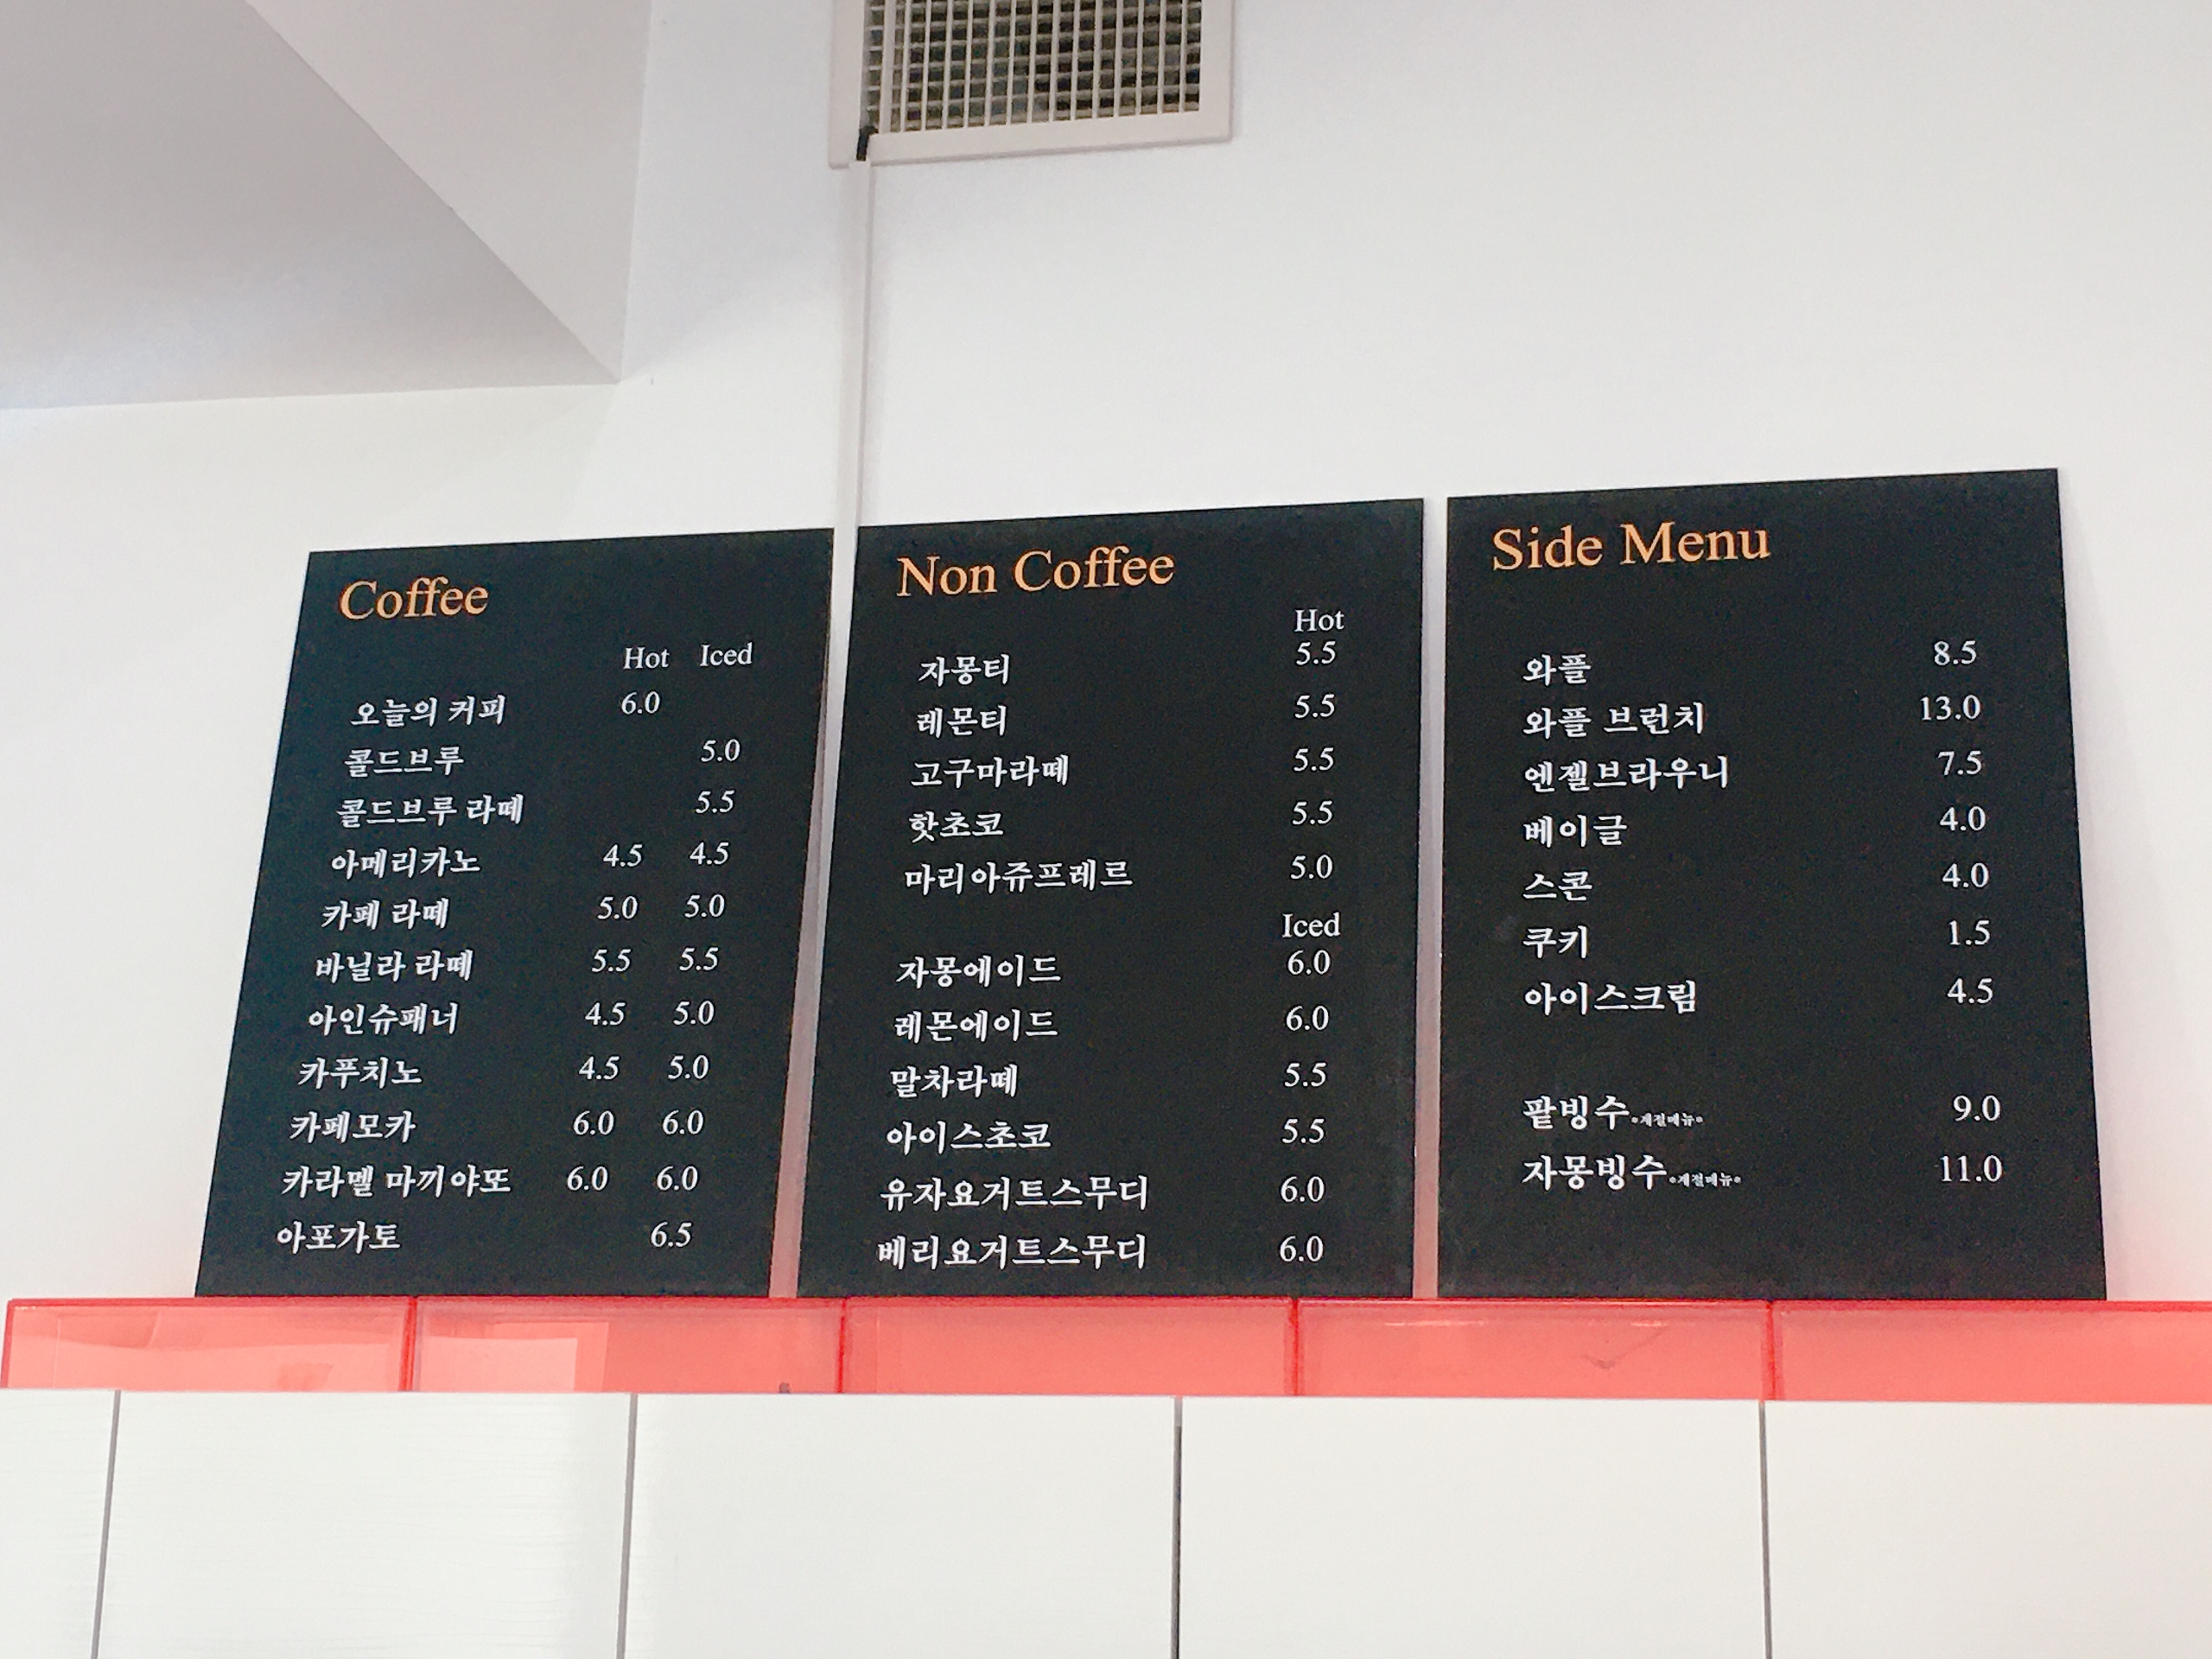 Coffee
Hot Iced
오늘의 커피 6.0
콜드브루 5.0
콜드브루 라떼 5.5
아메리카노 4.5 4.5
카페 라떼 5.0 5.0
바닐라 라떼 5.5 5.5
아인슈패너 4.5 5.0
카푸치노 4.5 5.0
카페모카 6.0 6.0
카라멜 마끼야또 6.0 6.0
아포가토 6.5
Non Coffee
Hot
자몽티 5.5
레몬티 5.5
고구마라떼 5.5
핫초코 5.5
마리아쥬프레르 5.0
Iced
자몽에이드 6.0
레몬에이드 6.0
말차라떼 5.5
아이스초코 5.5
유자요거트스무디 6.0
베리요거트스무디 6.0
Side Menu
와플 8.5
와플 브런치 13.0
엔젤브라우니 7.5
베이글 4.0
스콘 4.0
쿠키 1.5
아이스크림 4.5
팥빙수*계절메뉴* 9.0
자몽빙수*계절메뉴* 11.0